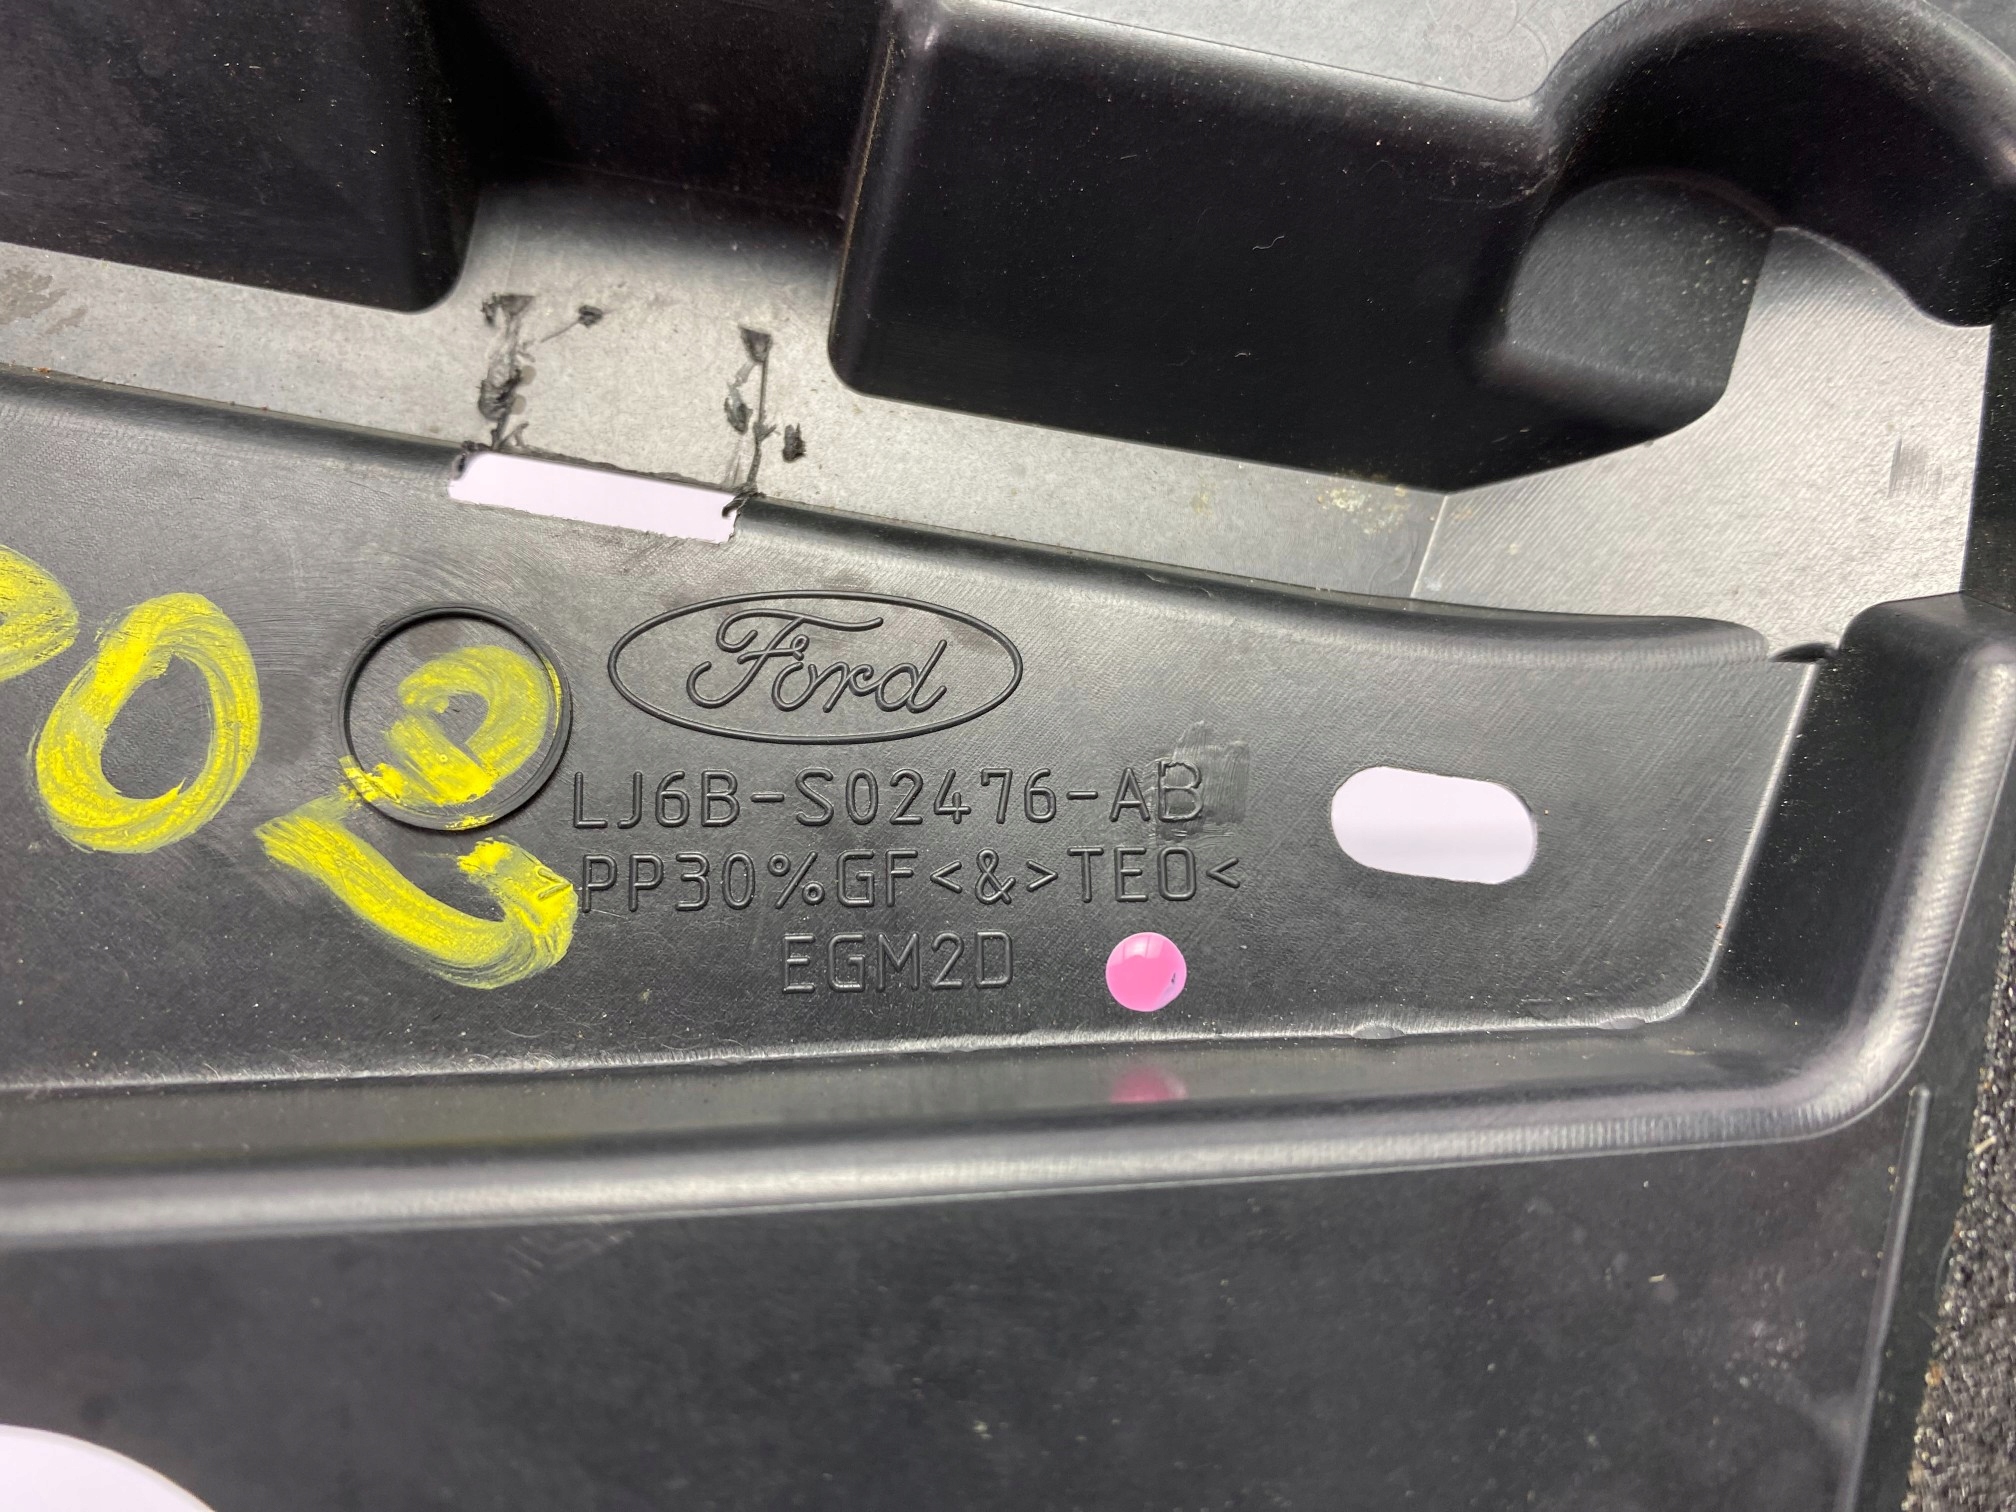 Ford
LJ6B-S02476-AB
>PP30%GF<&>TEO<
EGM2D